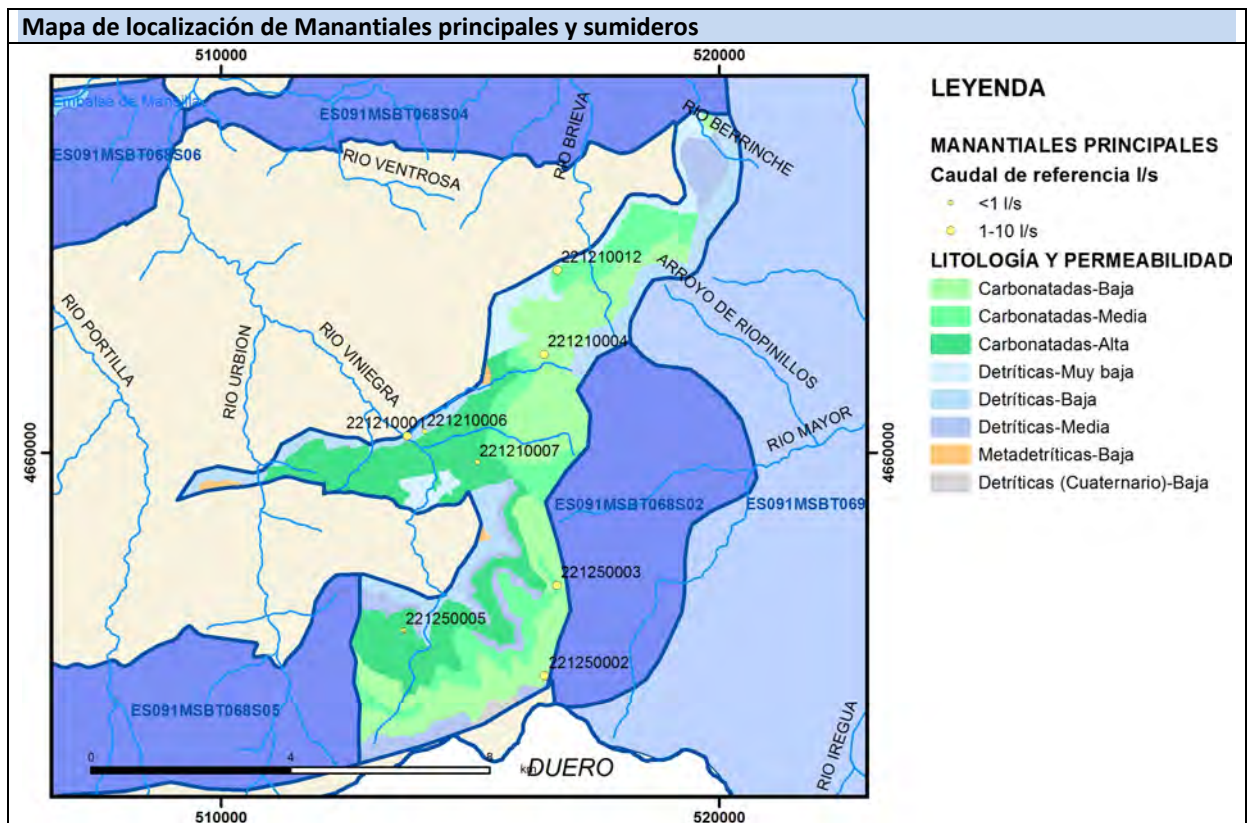 Mapa de localización de Manantiales principales y sumideros
510000
520000
Embalse de Mansilla
ES091MSBT068S04
ES091MSBT068S06
RIO BRIEVA
RIO BERRINCHE
RIO VENTROSA
221210012
ARROYO DE RIOPINILLOS
RIO PORTILLA
RIO URBION
RIO VINIEGRA
221210004
221210001
221210006
RIO MAYOR
4660000
4660000
221210007
ES091MSBT068S02
ES091MSBT069
221250003
221250005
221250002
ES091MSBT068S05
RIO IREGUA
0
4
8
km
DUERO
510000
520000
LEYENDA
MANANTIALES PRINCIPALES
Caudal de referencia l/s
<1 l/s
1-10 l/s
LITOLOGÍA Y PERMEABILIDAD
Carbonatadas-Baja
Carbonatadas-Media
Carbonatadas-Alta
Detríticas-Muy baja
Detríticas-Baja
Detríticas-Media
Metadetríticas-Baja
Detríticas (Cuaternario)-Baja